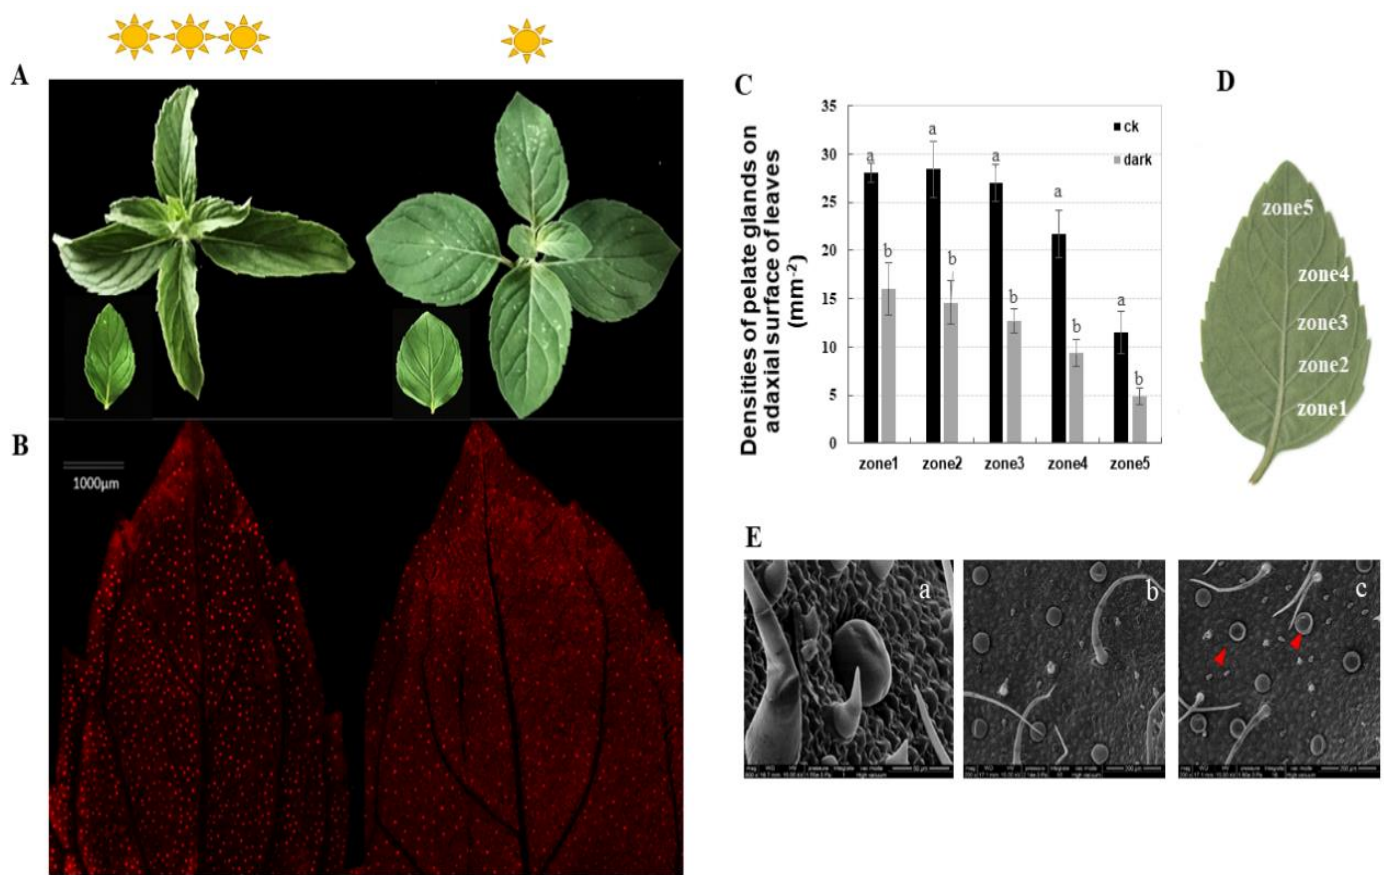 A
B
1000μm
C
Densities of pelate glands on
adaxial surface of leaves
(mm-2)
35
30
25
20
15
10
5
0
ck
dark
a
b
a
b
a
b
a
b
a
b
zone1
zone2
zone3
zone4
zone5
D
zone5
zone4
zone3
zone2
zone1
E
a
b
c